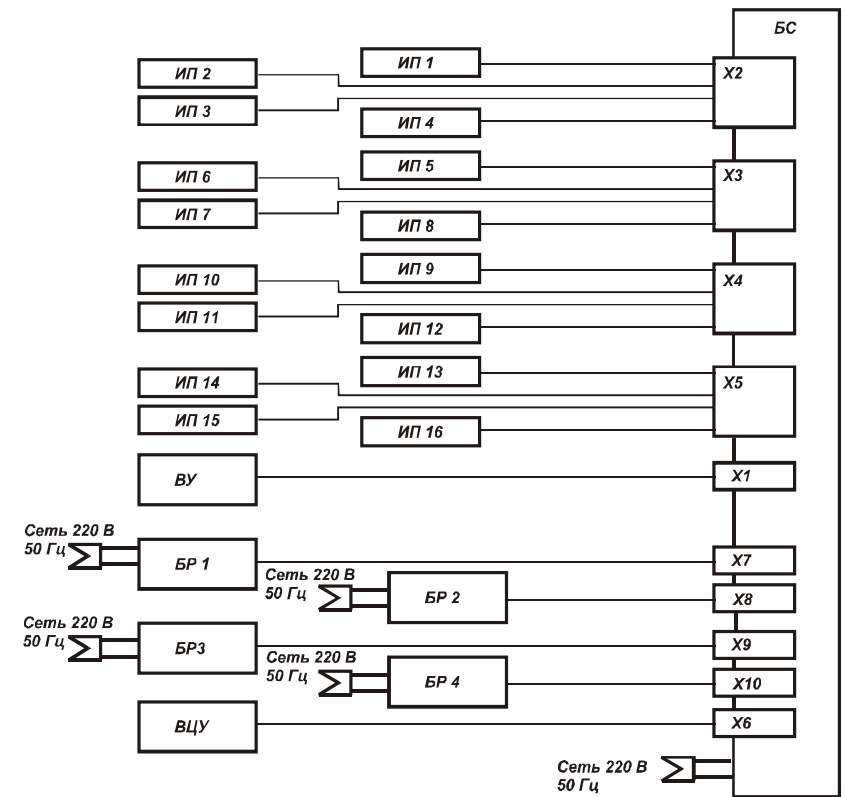 БС
ИП 1
X2
ИП 2
ИП 3
ИП 4
ИП 5
X3
ИП 6
ИП 7
ИП 8
ИП 9
X4
ИП 10
ИП 11
ИП 12
ИП 13
X5
ИП 14
ИП 15
ИП 16
ВУ
X1
Сеть 220 В
50 Гц
БР 1
X7
Сеть 220 В
50 Гц
БР 2
X8
Сеть 220 В
50 Гц
БР3
X9
Сеть 220 В
50 Гц
БР 4
X10
ВЦУ
X6
Сеть 220 В
50 Гц